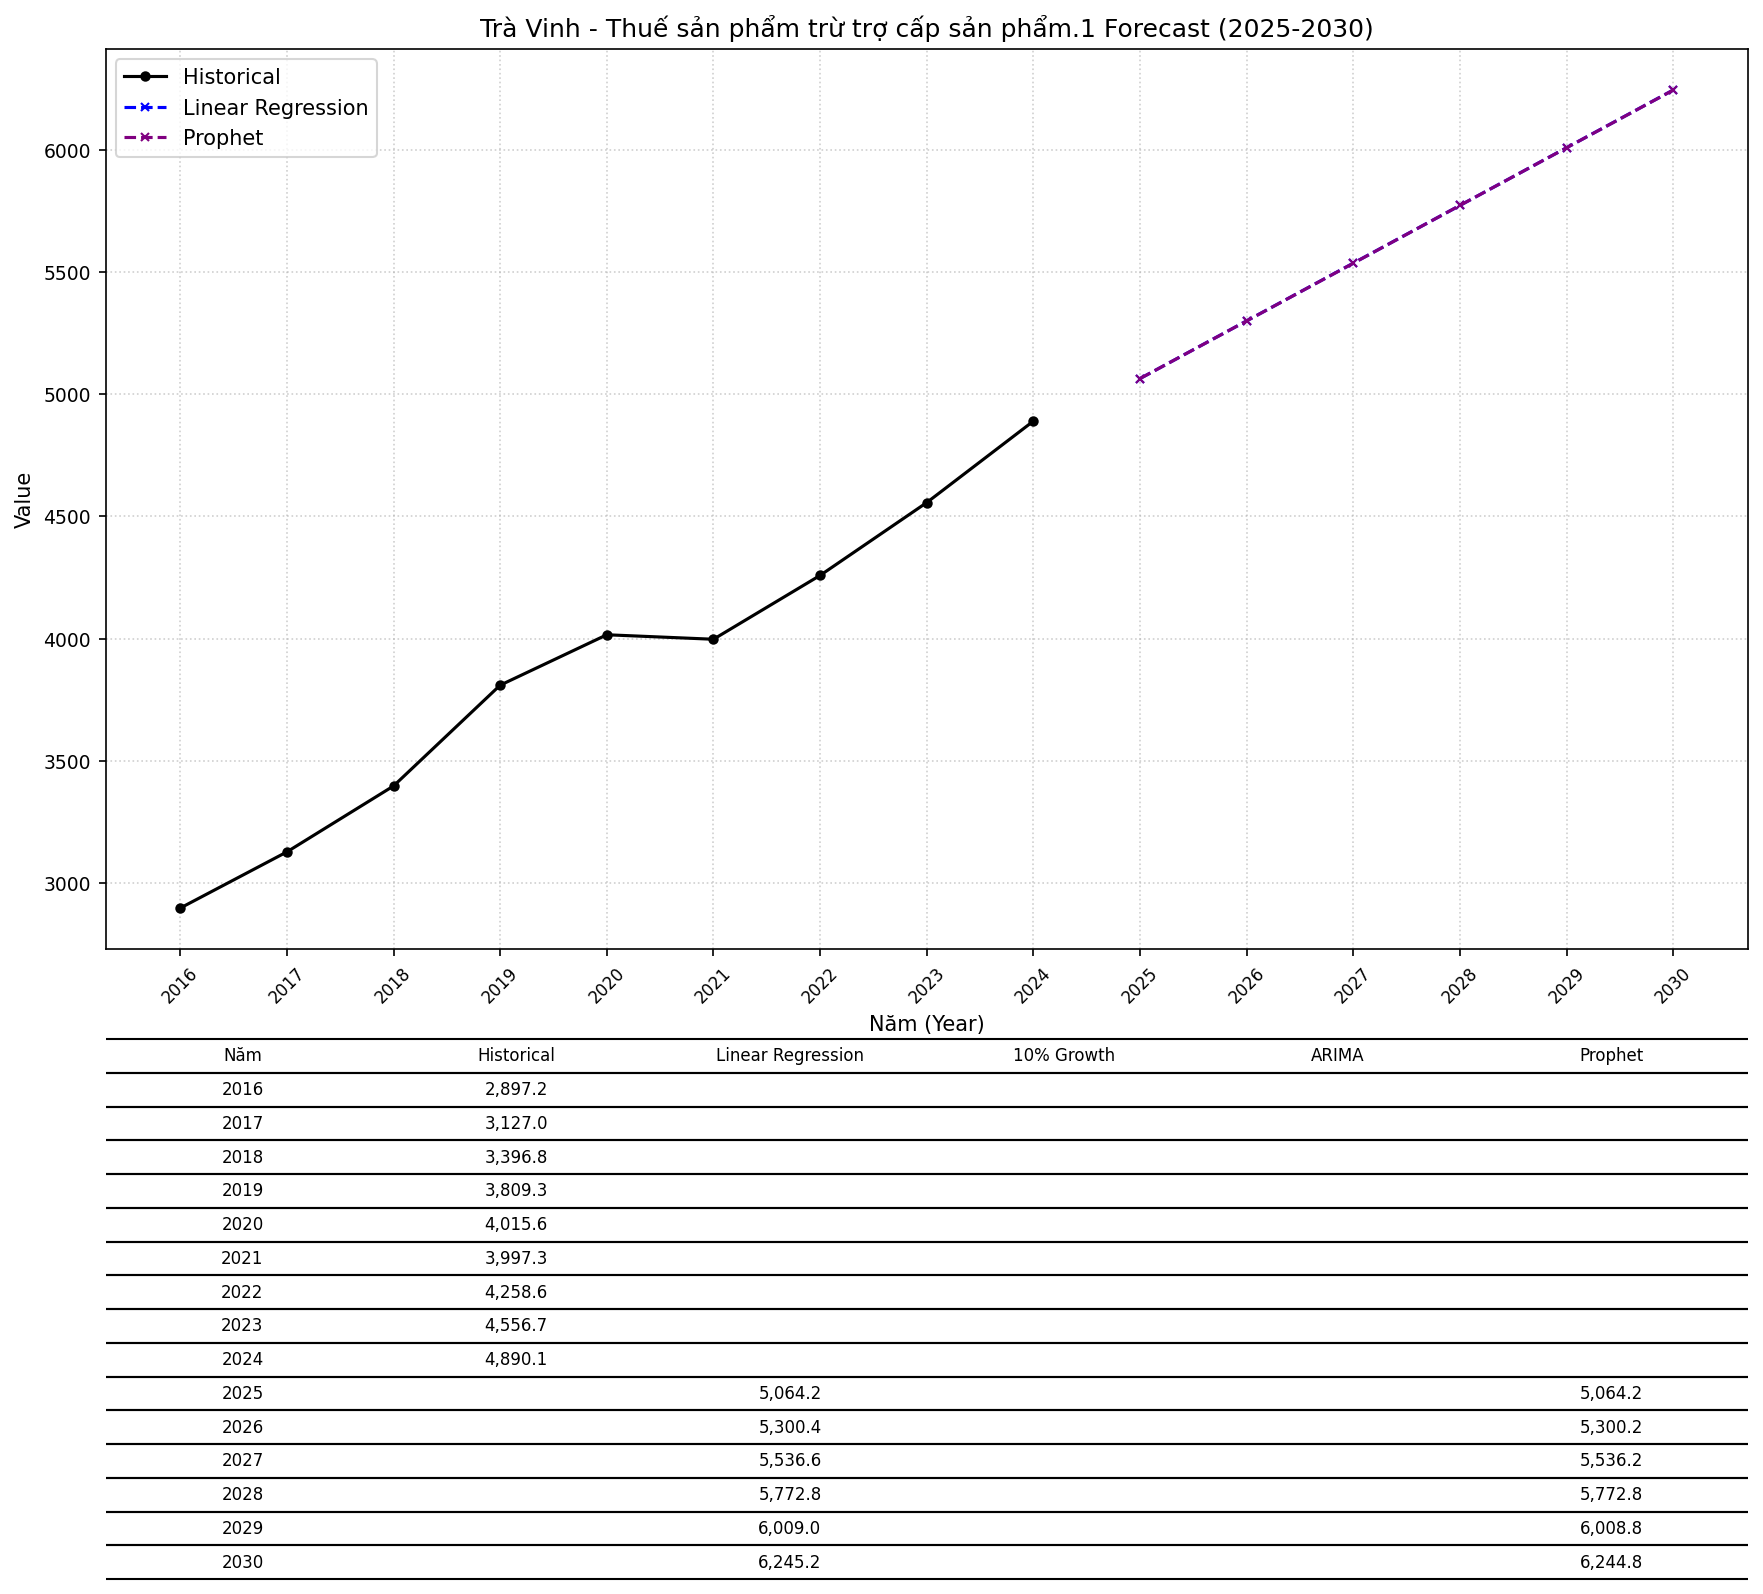 Trà Vinh - Thuế sản phẩm trừ trợ cấp sản phẩm.1 Forecast (2025-2030)
Historical
Linear Regression
Prophet
Value
6000
5500
5000
4500
4000
3500
3000
2016 2017 2018 2019 2020 2021 2022 2023 2024 2025 2026 2027 2028 2029 2030
Năm (Year)
Năm Historical Linear Regression 10% Growth ARIMA Prophet
2016 2,897.2
2017 3,127.0
2018 3,396.8
2019 3,809.3
2020 4,015.6
2021 3,997.3
2022 4,258.6
2023 4,556.7
2024 4,890.1
2025 5,064.2 5,064.2
2026 5,300.4 5,300.2
2027 5,536.6 5,536.2
2028 5,772.8 5,772.8
2029 6,009.0 6,008.8
2030 6,245.2 6,244.8